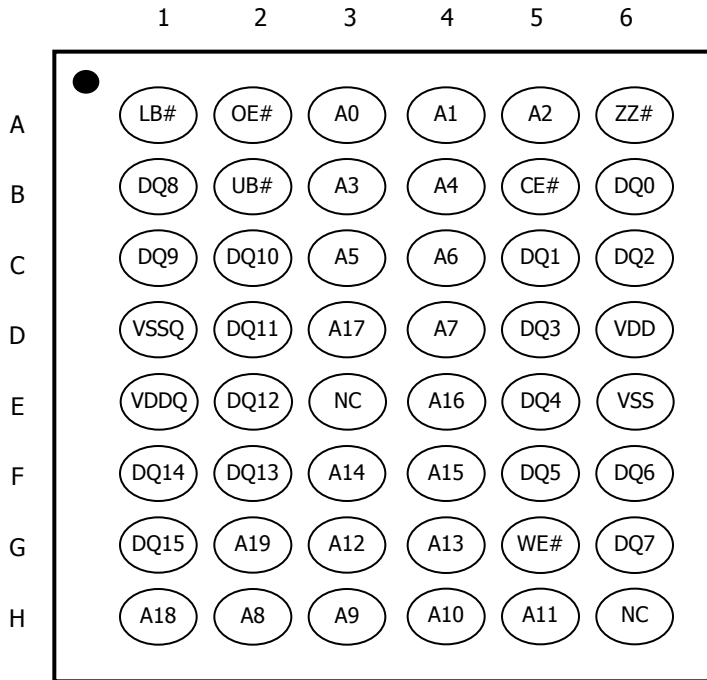 1 2 3 4 5 6
A LB# OE# A0 A1 A2 ZZ#
B DQ8 UB# A3 A4 CE# DQ0
C DQ9 DQ10 A5 A6 DQ1 DQ2
D VSSQ DQ11 A17 A7 DQ3 VDD
E VDDQ DQ12 NC A16 DQ4 VSS
F DQ14 DQ13 A14 A15 DQ5 DQ6
G DQ15 A19 A12 A13 WE# DQ7
H A18 A8 A9 A10 A11 NC